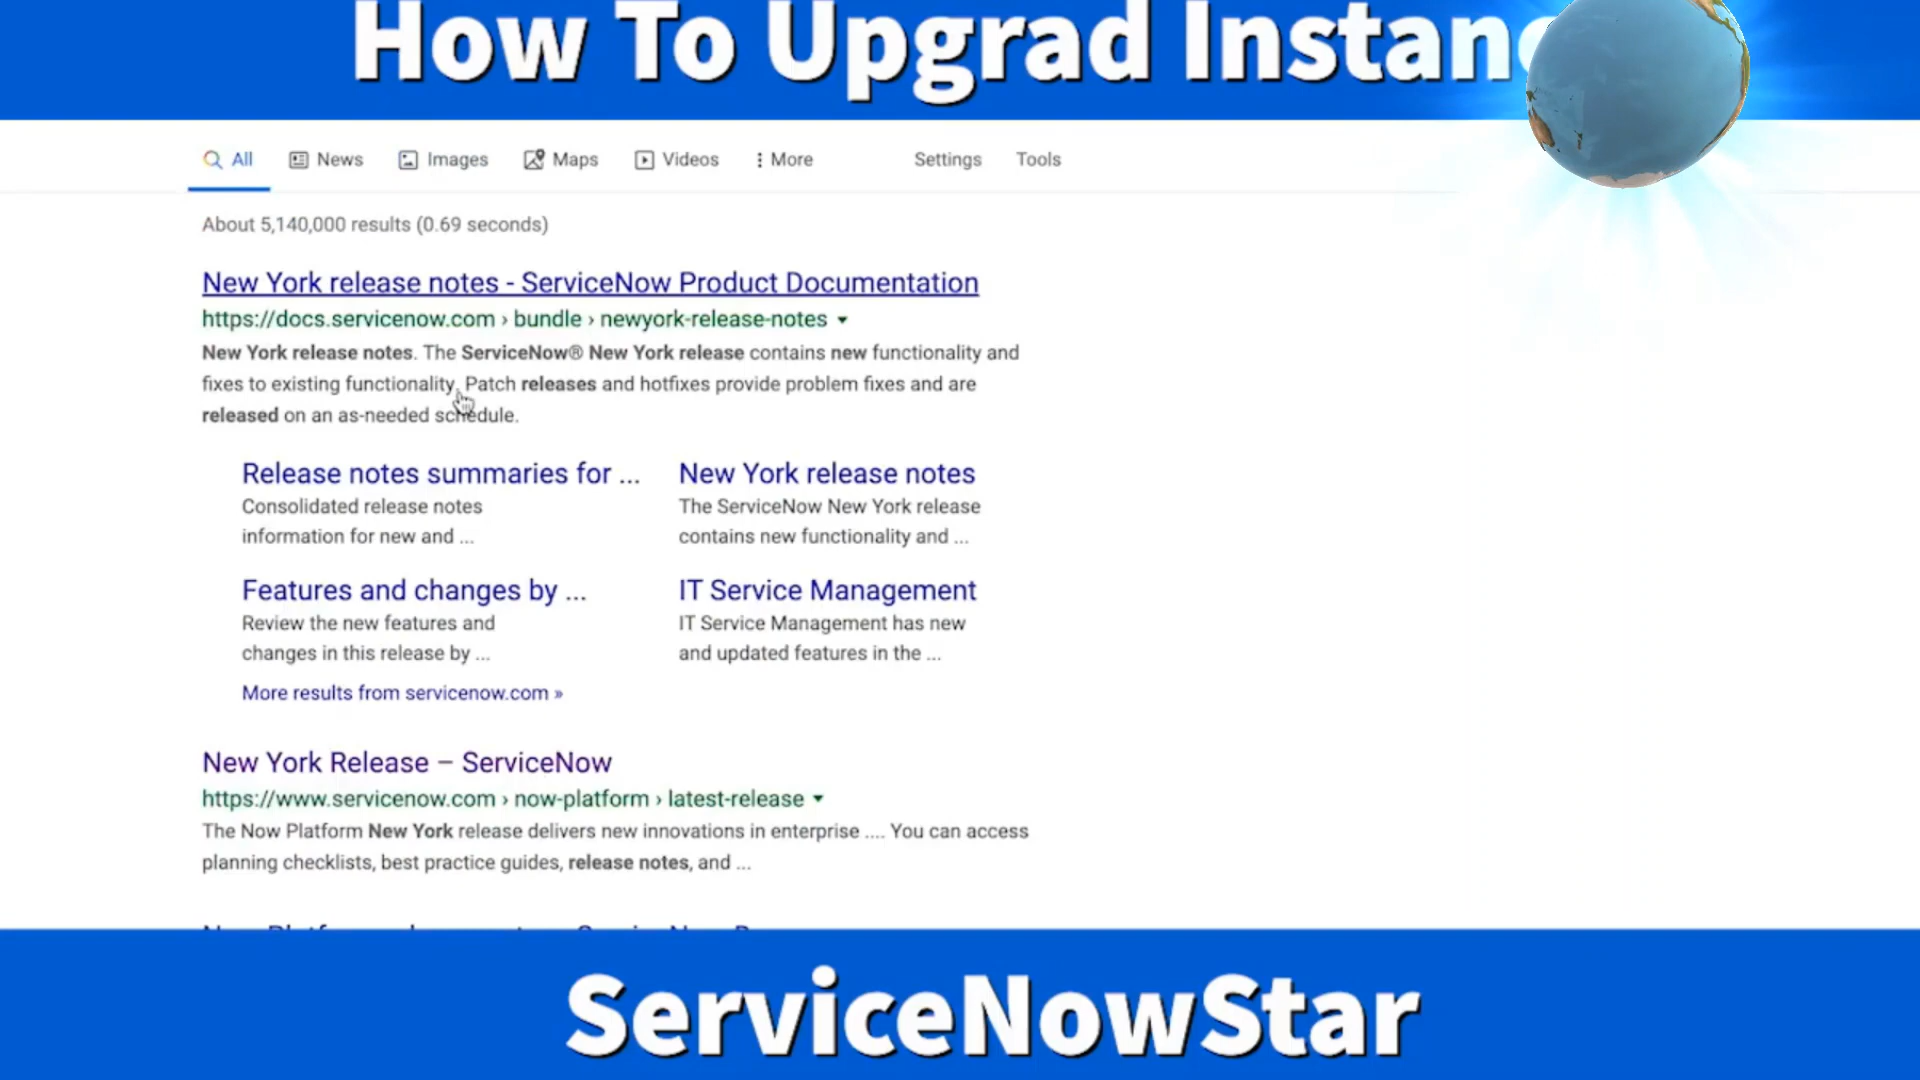 How To Upgrad Instan
All News Images Maps Videos More Settings Tools
About 5,140,000 results (0.69 seconds)
New York release notes - ServiceNow Product Documentation
https://docs.servicenow.com › bundle › newyork-release-notes
New York release notes. The ServiceNow® New York release contains new functionality and
fixes to existing functionality. Patch releases and hotfixes provide problem fixes and are
released on an as-needed schedule.
Release notes summaries for ...
Consolidated release notes
information for new and ...
New York release notes
The ServiceNow New York release
contains new functionality and ...
Features and changes by ...
Review the new features and
changes in this release by ...
IT Service Management
IT Service Management has new
and updated features in the ...
More results from servicenow.com »
New York Release – ServiceNow
https://www.servicenow.com › now-platform › latest-release
The Now Platform New York release delivers new innovations in enterprise .... You can access
planning checklists, best practice guides, release notes, and ...
ServiceNowStar